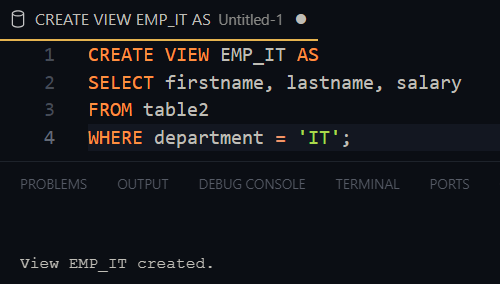 CREATE VIEW EMP_IT AS Untitled-1
1 CREATE VIEW EMP_IT AS
2 SELECT firstname, lastname, salary
3 FROM table2
4 WHERE department = 'IT';
PROBLEMS OUTPUT DEBUG CONSOLE TERMINAL PORTS
View EMP_IT created.